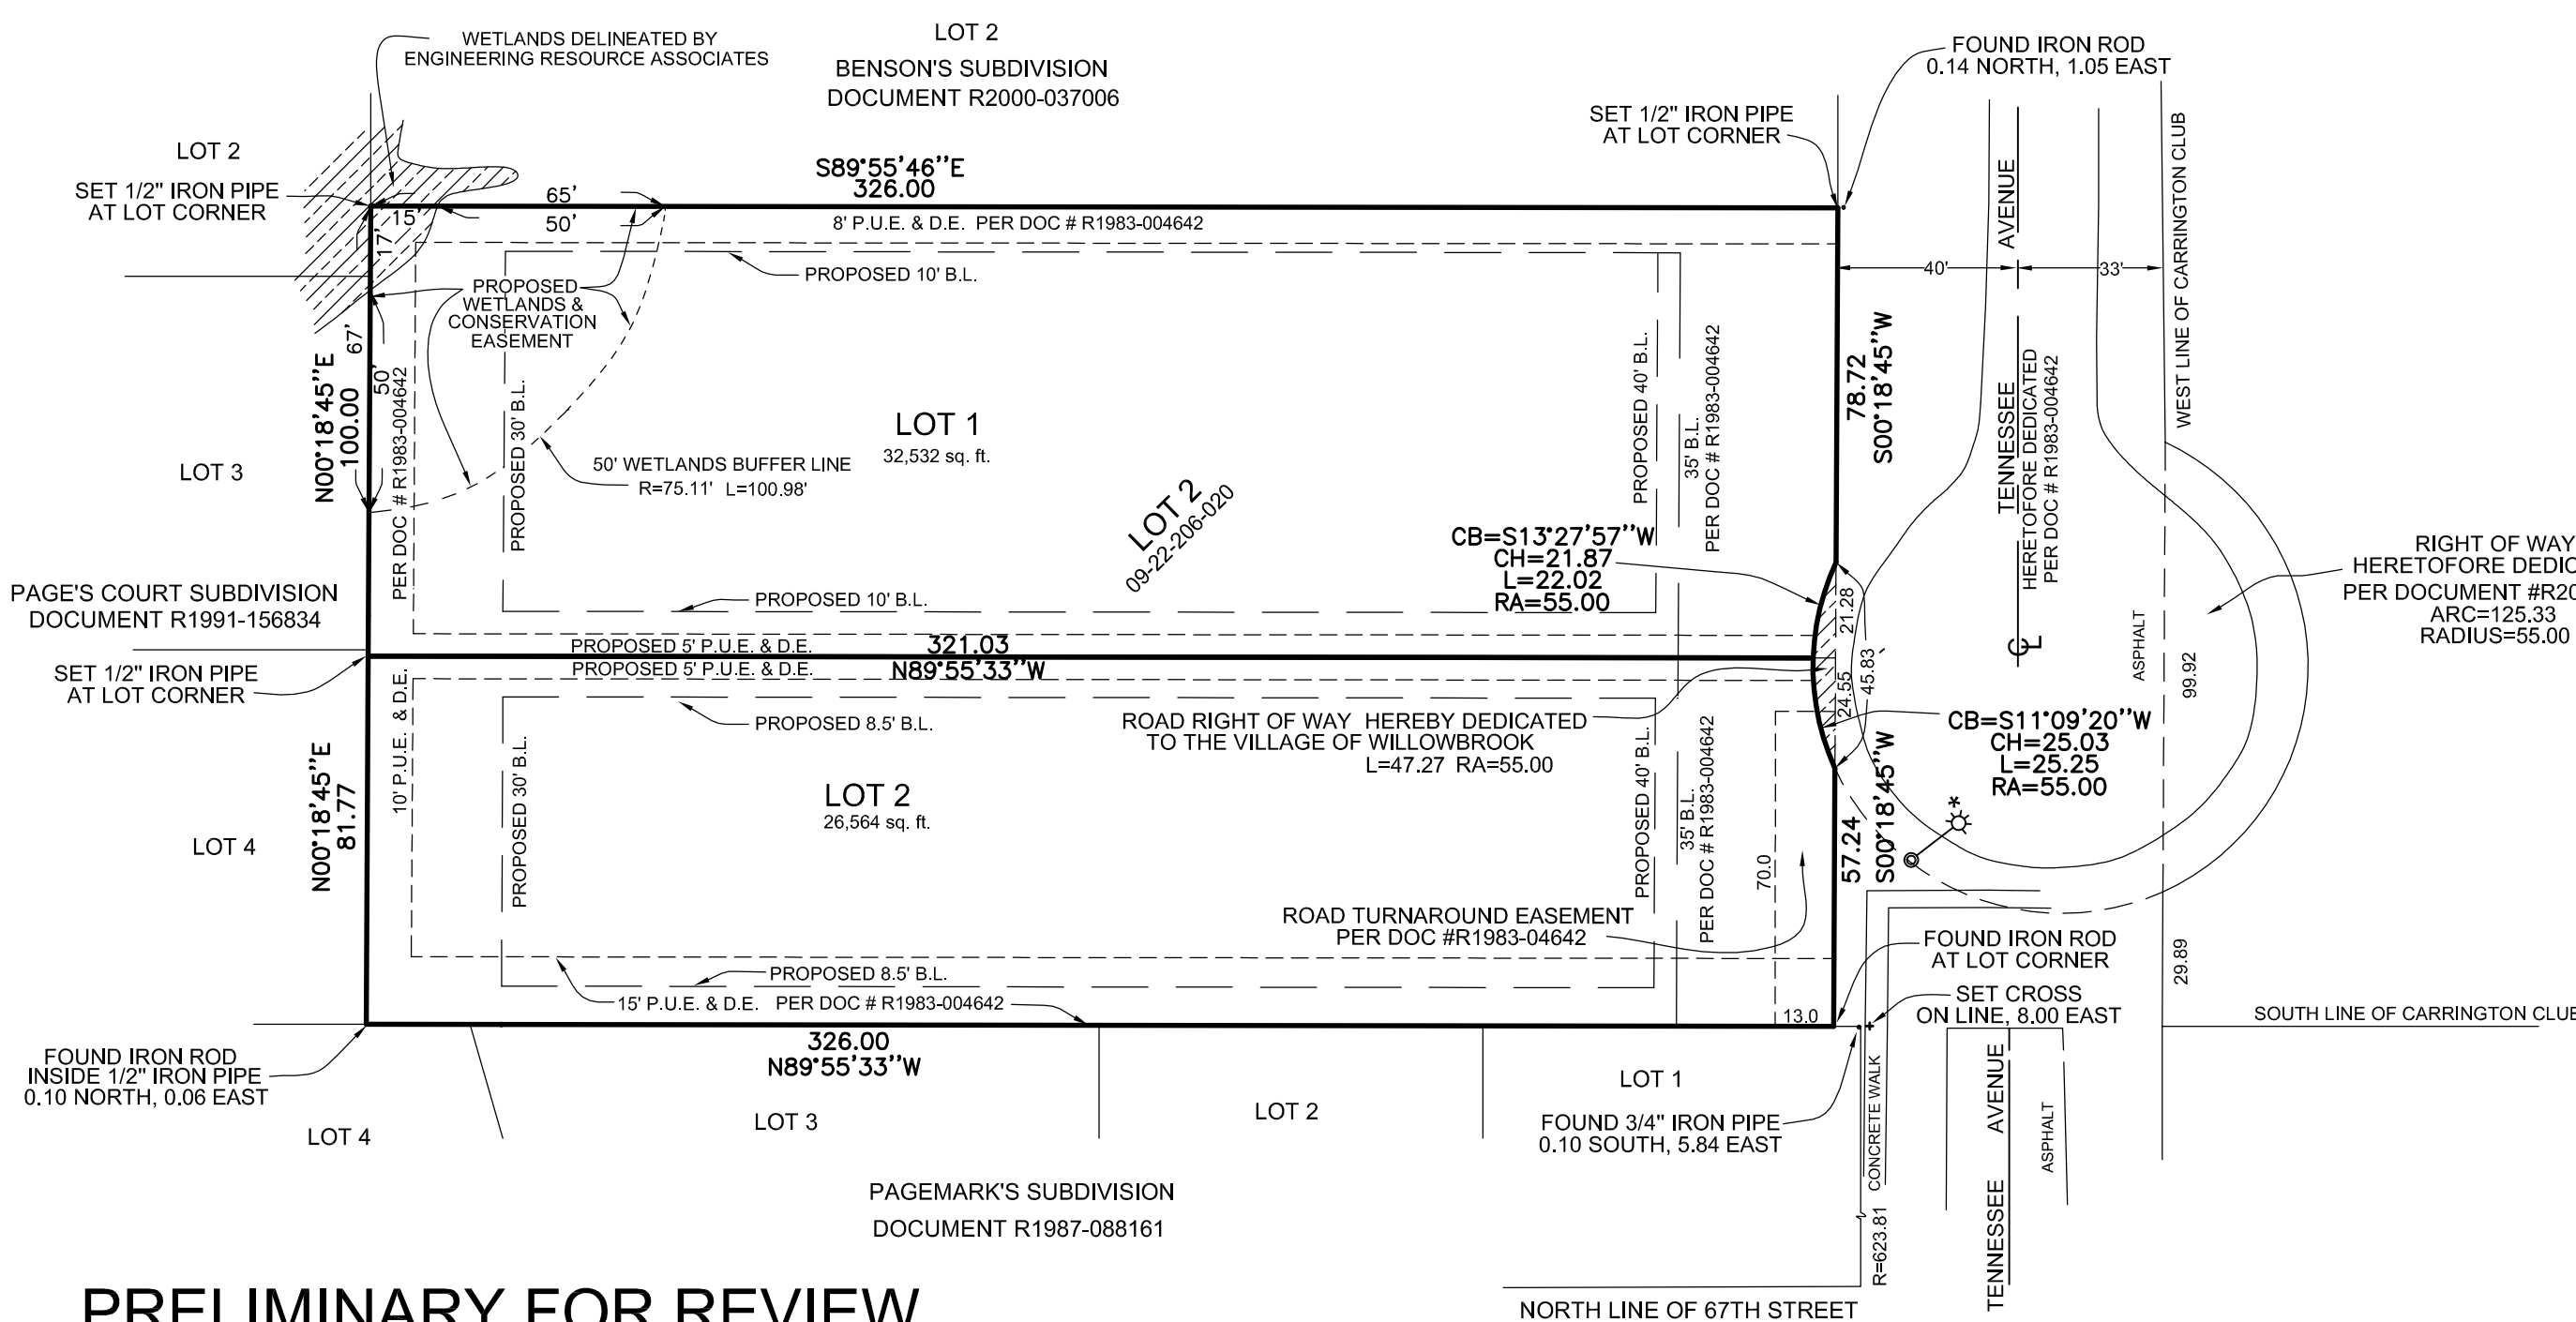 WETLANDS DELINEATED BY
ENGINEERING RESOURCE ASSOCIATES
LOT 2
BENSON'S SUBDIVISION
DOCUMENT R2000-037006
FOUND IRON ROD
0.14 NORTH, 1.05 EAST
SET 1/2" IRON PIPE
AT LOT CORNER
LOT 2
SET 1/2" IRON PIPE
AT LOT CORNER
S89°55'46''E
326.00
65'
15'
50'
17'
8' P.U.E. & D.E. PER DOC # R1983-004642
PROPOSED 10' B.L.
PROPOSED
WETLANDS &
CONSERVATION
EASEMENT
67'
50'
N00°18'45''E
100.00
PER DOC # R1983-004642
PROPOSED 30' B.L.
LOT 3
LOT 1
32,532 sq. ft.
50' WETLANDS BUFFER LINE
R=75.11' L=100.98'
LOT 2
09-22-206-020
PROPOSED 40' B.L.
35' B.L.
PER DOC # R1983-004642
78.72
S00°18'45''W
40'
33'
TENNESSEE AVENUE
HERETOFORE DEDICATED
PER DOC # R1983-004642
WEST LINE OF CARRINGTON CLUB
CB=S13°27'57''W
CH=21.87
L=22.02
RA=55.00
RIGHT OF WAY
HERETOFORE DEDIC
PER DOCUMENT #R20
ARC=125.33
RADIUS=55.00
PAGE'S COURT SUBDIVISION
DOCUMENT R1991-156834
PROPOSED 10' B.L.
21.28
45.83'
24.55
CL
ASPHALT
99.92
PROPOSED 5' P.U.E. & D.E.
321.03
PROPOSED 5' P.U.E. & D.E.
N89°55'33''W
SET 1/2" IRON PIPE
AT LOT CORNER
10' P.U.E. & D.E.
PROPOSED 8.5' B.L.
ROAD RIGHT OF WAY HEREBY DEDICATED
TO THE VILLAGE OF WILLOWBROOK
L=47.27 RA=55.00
CB=S11°09'20''W
CH=25.03
L=25.25
RA=55.00
N00°18'45''E
81.77
PROPOSED 30' B.L.
LOT 4
LOT 2
26,564 sq. ft.
PROPOSED 40' B.L.
35' B.L.
PER DOC # R1983-004642
70.0
57.24
S00°18'45''W
*
ROAD TURNAROUND EASEMENT
PER DOC #R1983-04642
FOUND IRON ROD
AT LOT CORNER
29.89
PROPOSED 8.5' B.L.
15' P.U.E. & D.E. PER DOC # R1983-004642
13.0
SET CROSS
ON LINE, 8.00 EAST
SOUTH LINE OF CARRINGTON CLUB
326.00
N89°55'33''W
FOUND IRON ROD
INSIDE 1/2" IRON PIPE
0.10 NORTH, 0.06 EAST
LOT 4
LOT 3
LOT 2
LOT 1
FOUND 3/4" IRON PIPE
0.10 SOUTH, 5.84 EAST
CONCRETE WALK
R=623.81
TENNESSEE AVENUE
ASPHALT
PAGEMARK'S SUBDIVISION
DOCUMENT R1987-088161
NORTH LINE OF 67TH STREET
PRELIMINARY FOR REVIEW